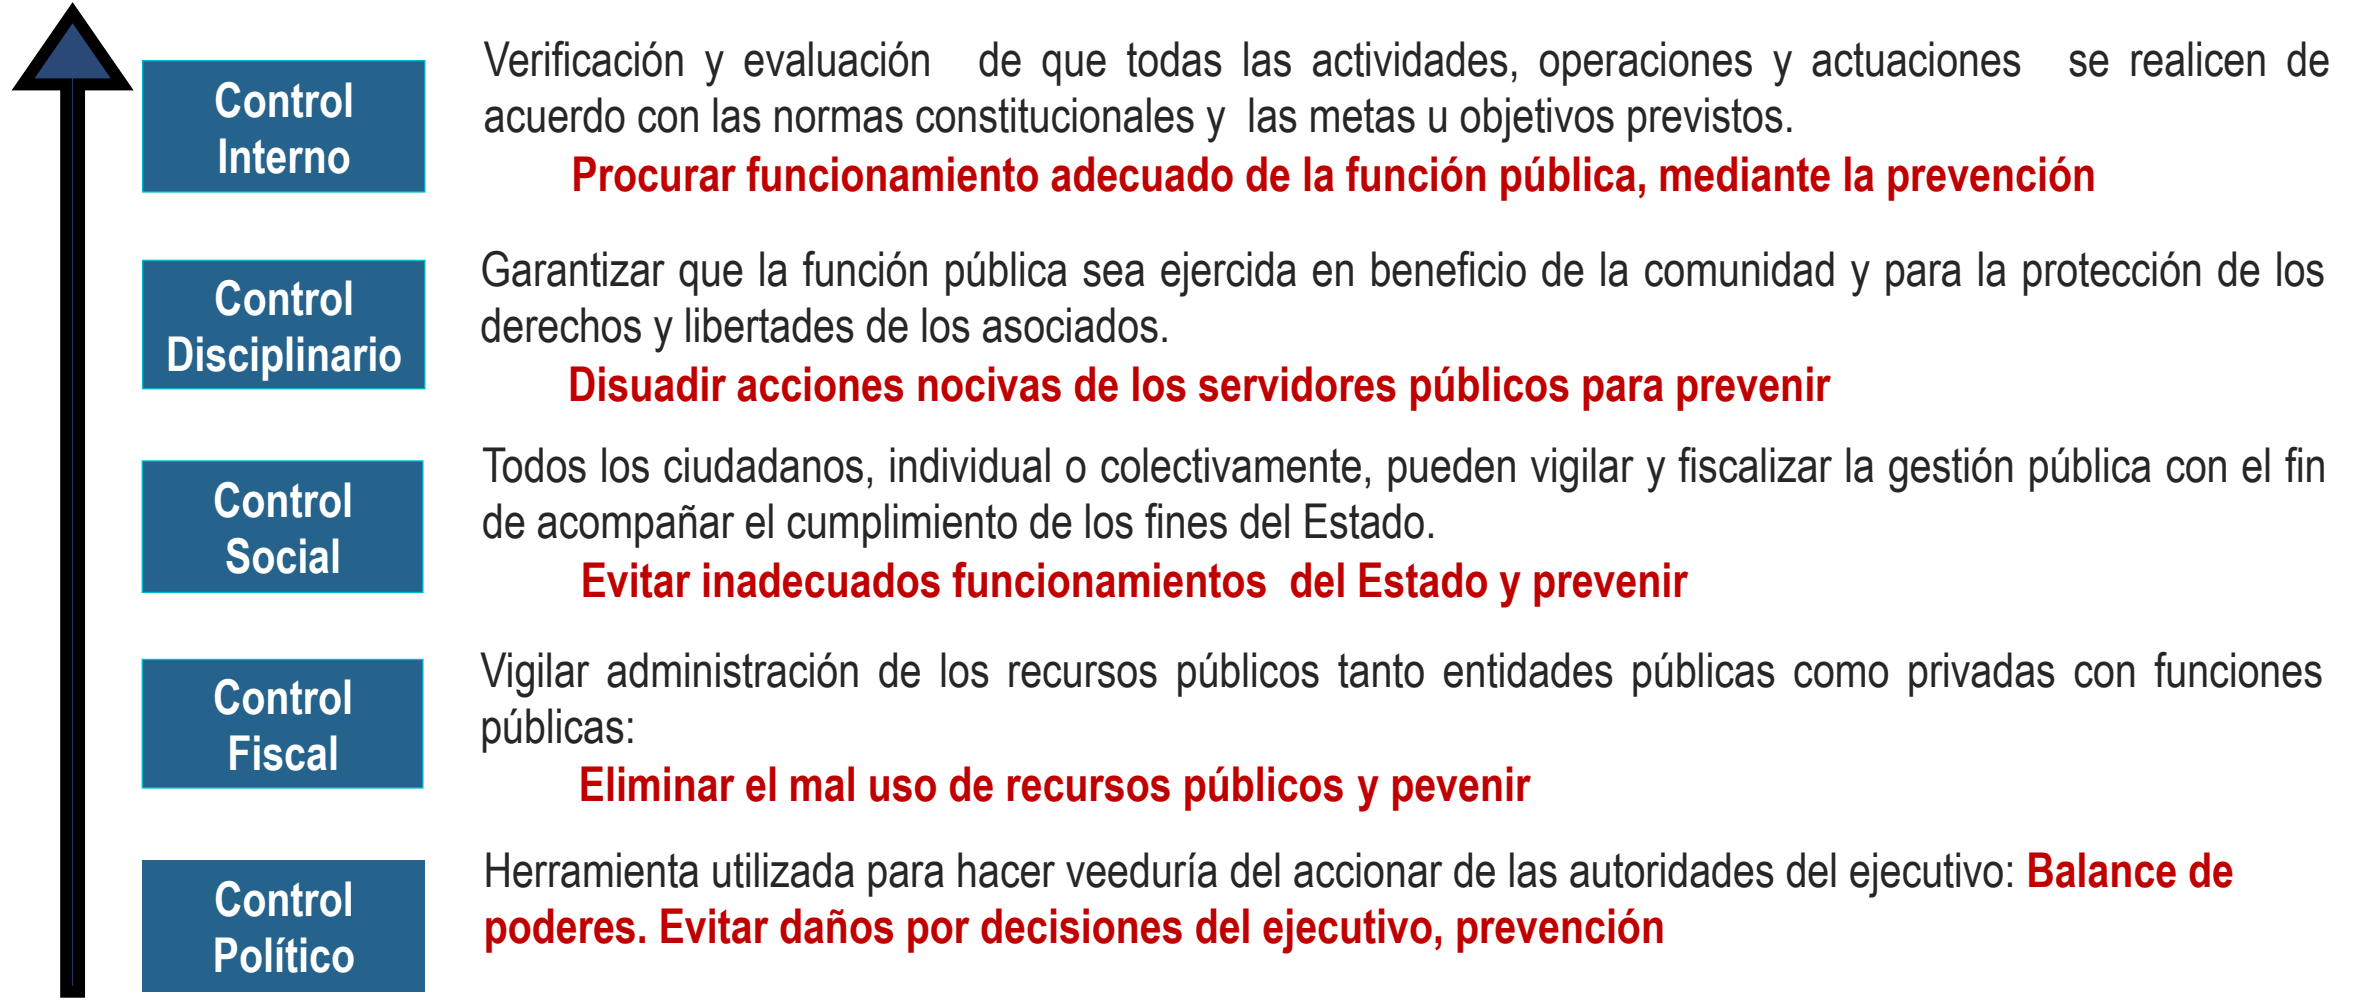 Control
Interno
Verificación y evaluación de que todas las actividades, operaciones y actuaciones se realicen de
acuerdo con las normas constitucionales y las metas u objetivos previstos.
Procurar funcionamiento adecuado de la función pública, mediante la prevención
Control
Disciplinario
Garantizar que la función pública sea ejercida en beneficio de la comunidad y para la protección de los
derechos y libertades de los asociados.
Disuadir acciones nocivas de los servidores públicos para prevenir
Control
Social
Todos los ciudadanos, individual o colectivamente, pueden vigilar y fiscalizar la gestión pública con el fin
de acompañar el cumplimiento de los fines del Estado.
Evitar inadecuados funcionamientos del Estado y prevenir
Control
Fiscal
Vigilar administración de los recursos públicos tanto entidades públicas como privadas con funciones
públicas:
Eliminar el mal uso de recursos públicos y pevenir
Control
Político
Herramienta utilizada para hacer veeduría del accionar de las autoridades del ejecutivo: Balance de
poderes. Evitar daños por decisiones del ejecutivo, prevención